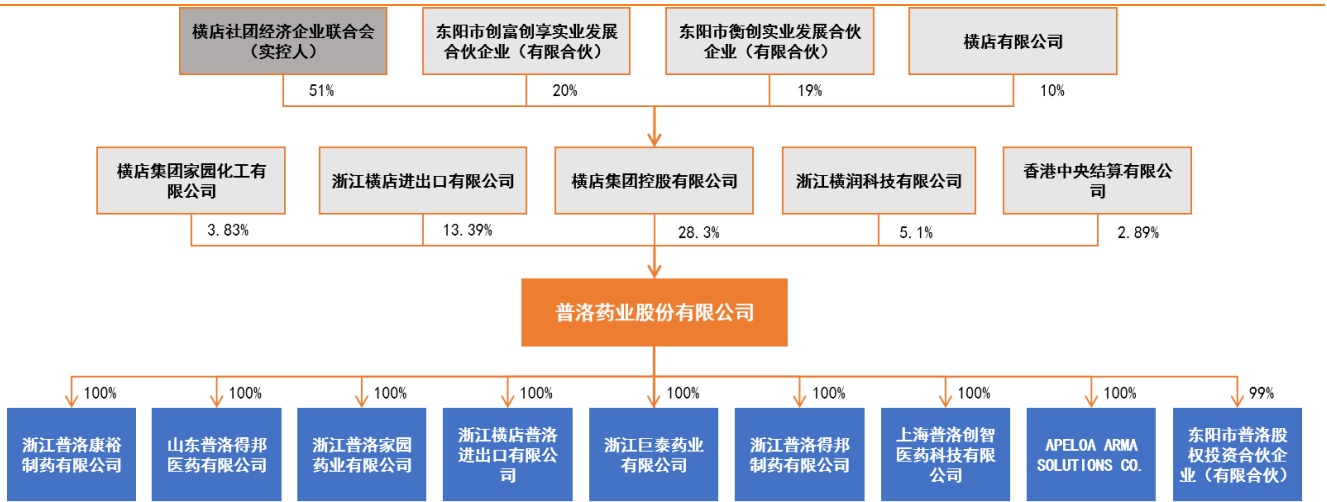 横店社团经济企业联合会
（实控人）
东阳市创富创享实业发展
合伙企业（有限合伙）
东阳市衡创实业发展合伙
企业（有限合伙）
横店有限公司
51%
20%
19%
10%
横店集团家园化工有
限公司
浙江横店进出口有限公司
横店集团控股有限公司
浙江横润科技有限公司
香港中央结算有限公
司
3.83%
13.39%
28.3%
5.1%
2.89%
普洛药业股份有限公司
100%
100%
100%
100%
100%
100%
100%
100%
99%
浙江普洛康裕
制药有限公司
山东普洛得邦
医药有限公司
浙江普洛家园
药业有限公司
浙江横店普洛
进出口有限公
司
浙江巨泰药业
有限公司
浙江普洛得邦
制药有限公司
上海普洛创智
医药科技有限
公司
APELOA ARMA
SOLUTIONS CO.
东阳市普洛股
权投资合伙企
业（有限合伙）